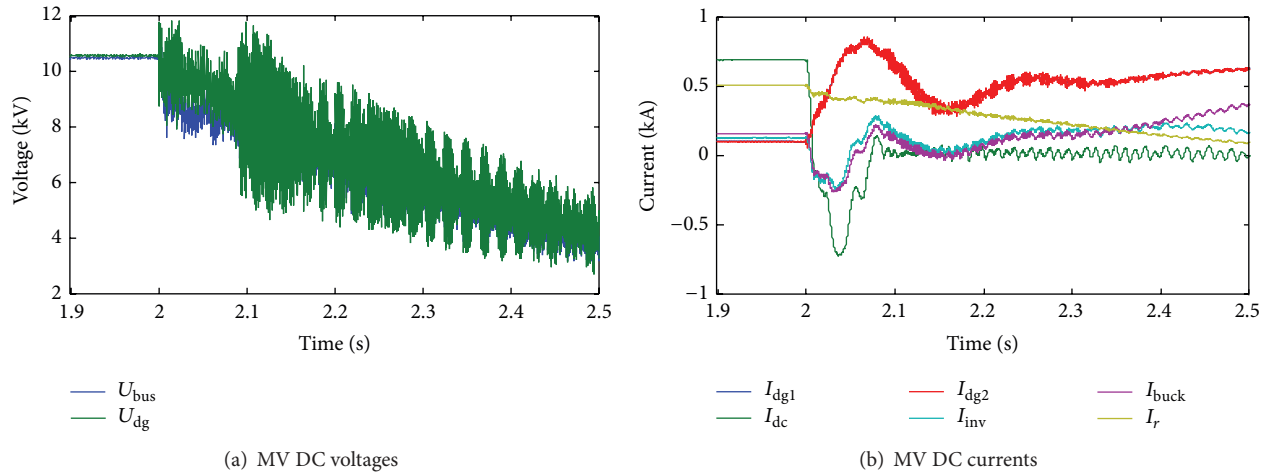 12
10
8
6
4
2
Voltage (kV)
1.9 2 2.1 2.2 2.3 2.4 2.5
Time (s)
U_bus
U_dg
(a) MV DC voltages
1
0.5
0
−0.5
−1
Current (kA)
1.9 2 2.1 2.2 2.3 2.4 2.5
Time (s)
I_dg1 I_dg2 I_buck
I_dc I_inv I_r
(b) MV DC currents